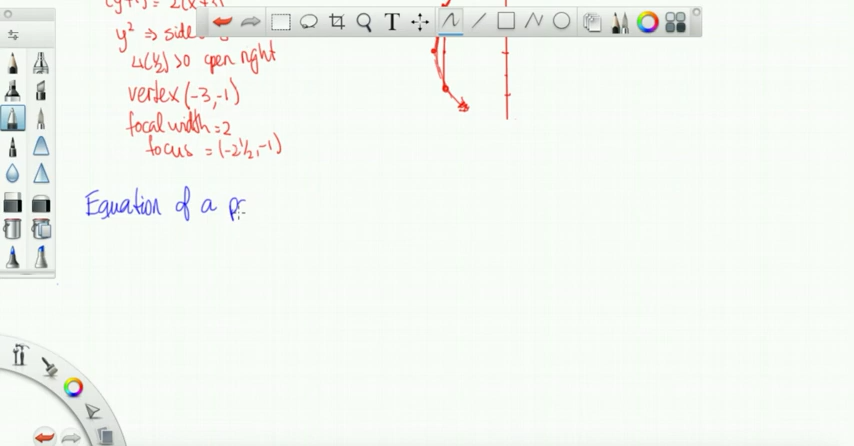 y² ⇒ side
4(½) >0 open right
vertex (-3,-1)
focal width = 2
focus = (-2½,-1)
Equation of a p
T